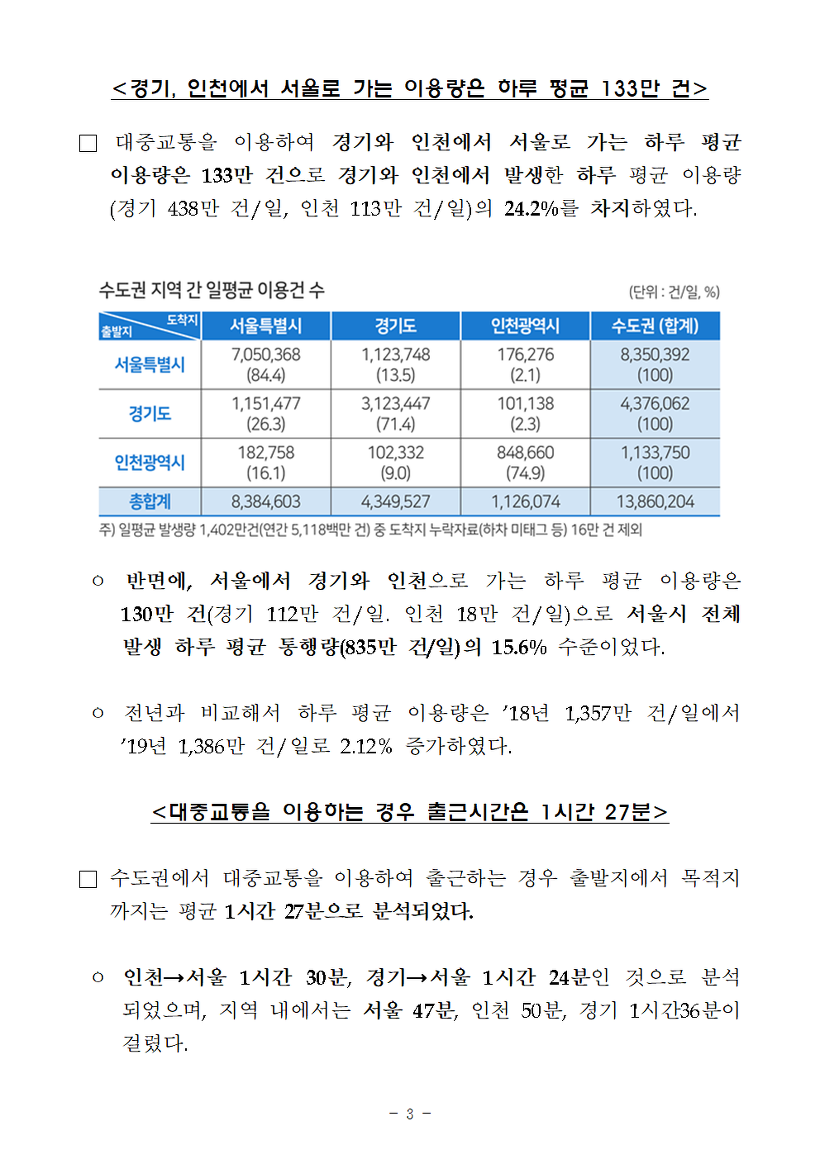 <경기, 인천에서 서울로 가는 이용량은 하루 평균 133만 건>
□ 대중교통을 이용하여 경기와 인천에서 서울로 가는 하루 평균
이용량은 133만 건으로 경기와 인천에서 발생한 하루 평균 이용량
(경기 438만 건/일, 인천 113만 건/일)의 24.2%를 차지하였다.
수도권 지역 간 일평균 이용건 수 (단위 : 건/일, %)
도착지
출발지 서울특별시 경기도 인천광역시 수도권 (합계)
서울특별시 7,050,368 1,123,748 176,276 8,350,392
(84.4) (13.5) (2.1) (100)
경기도 1,151,477 3,123,447 101,138 4,376,062
(26.3) (71.4) (2.3) (100)
인천광역시 182,758 102,332 848,660 1,133,750
(16.1) (9.0) (74.9) (100)
총합계 8,384,603 4,349,527 1,126,074 13,860,204
주) 일평균 발생량 1,402만건(연간 5,118백만 건) 중 도착지 누락자료(하차 미태그 등) 16만 건 제외
○ 반면에, 서울에서 경기와 인천으로 가는 하루 평균 이용량은
130만 건(경기 112만 건/일. 인천 18만 건/일)으로 서울시 전체
발생 하루 평균 통행량(835만 건/일)의 15.6% 수준이었다.
○ 전년과 비교해서 하루 평균 이용량은 ’18년 1,357만 건/일에서
’19년 1,386만 건/일로 2.12% 증가하였다.
<대중교통을 이용하는 경우 출근시간은 1시간 27분>
□ 수도권에서 대중교통을 이용하여 출근하는 경우 출발지에서 목적지
까지는 평균 1시간 27분으로 분석되었다.
○ 인천→서울 1시간 30분, 경기→서울 1시간 24분인 것으로 분석
되었으며, 지역 내에서는 서울 47분, 인천 50분, 경기 1시간36분이
걸렸다.
- 3 -